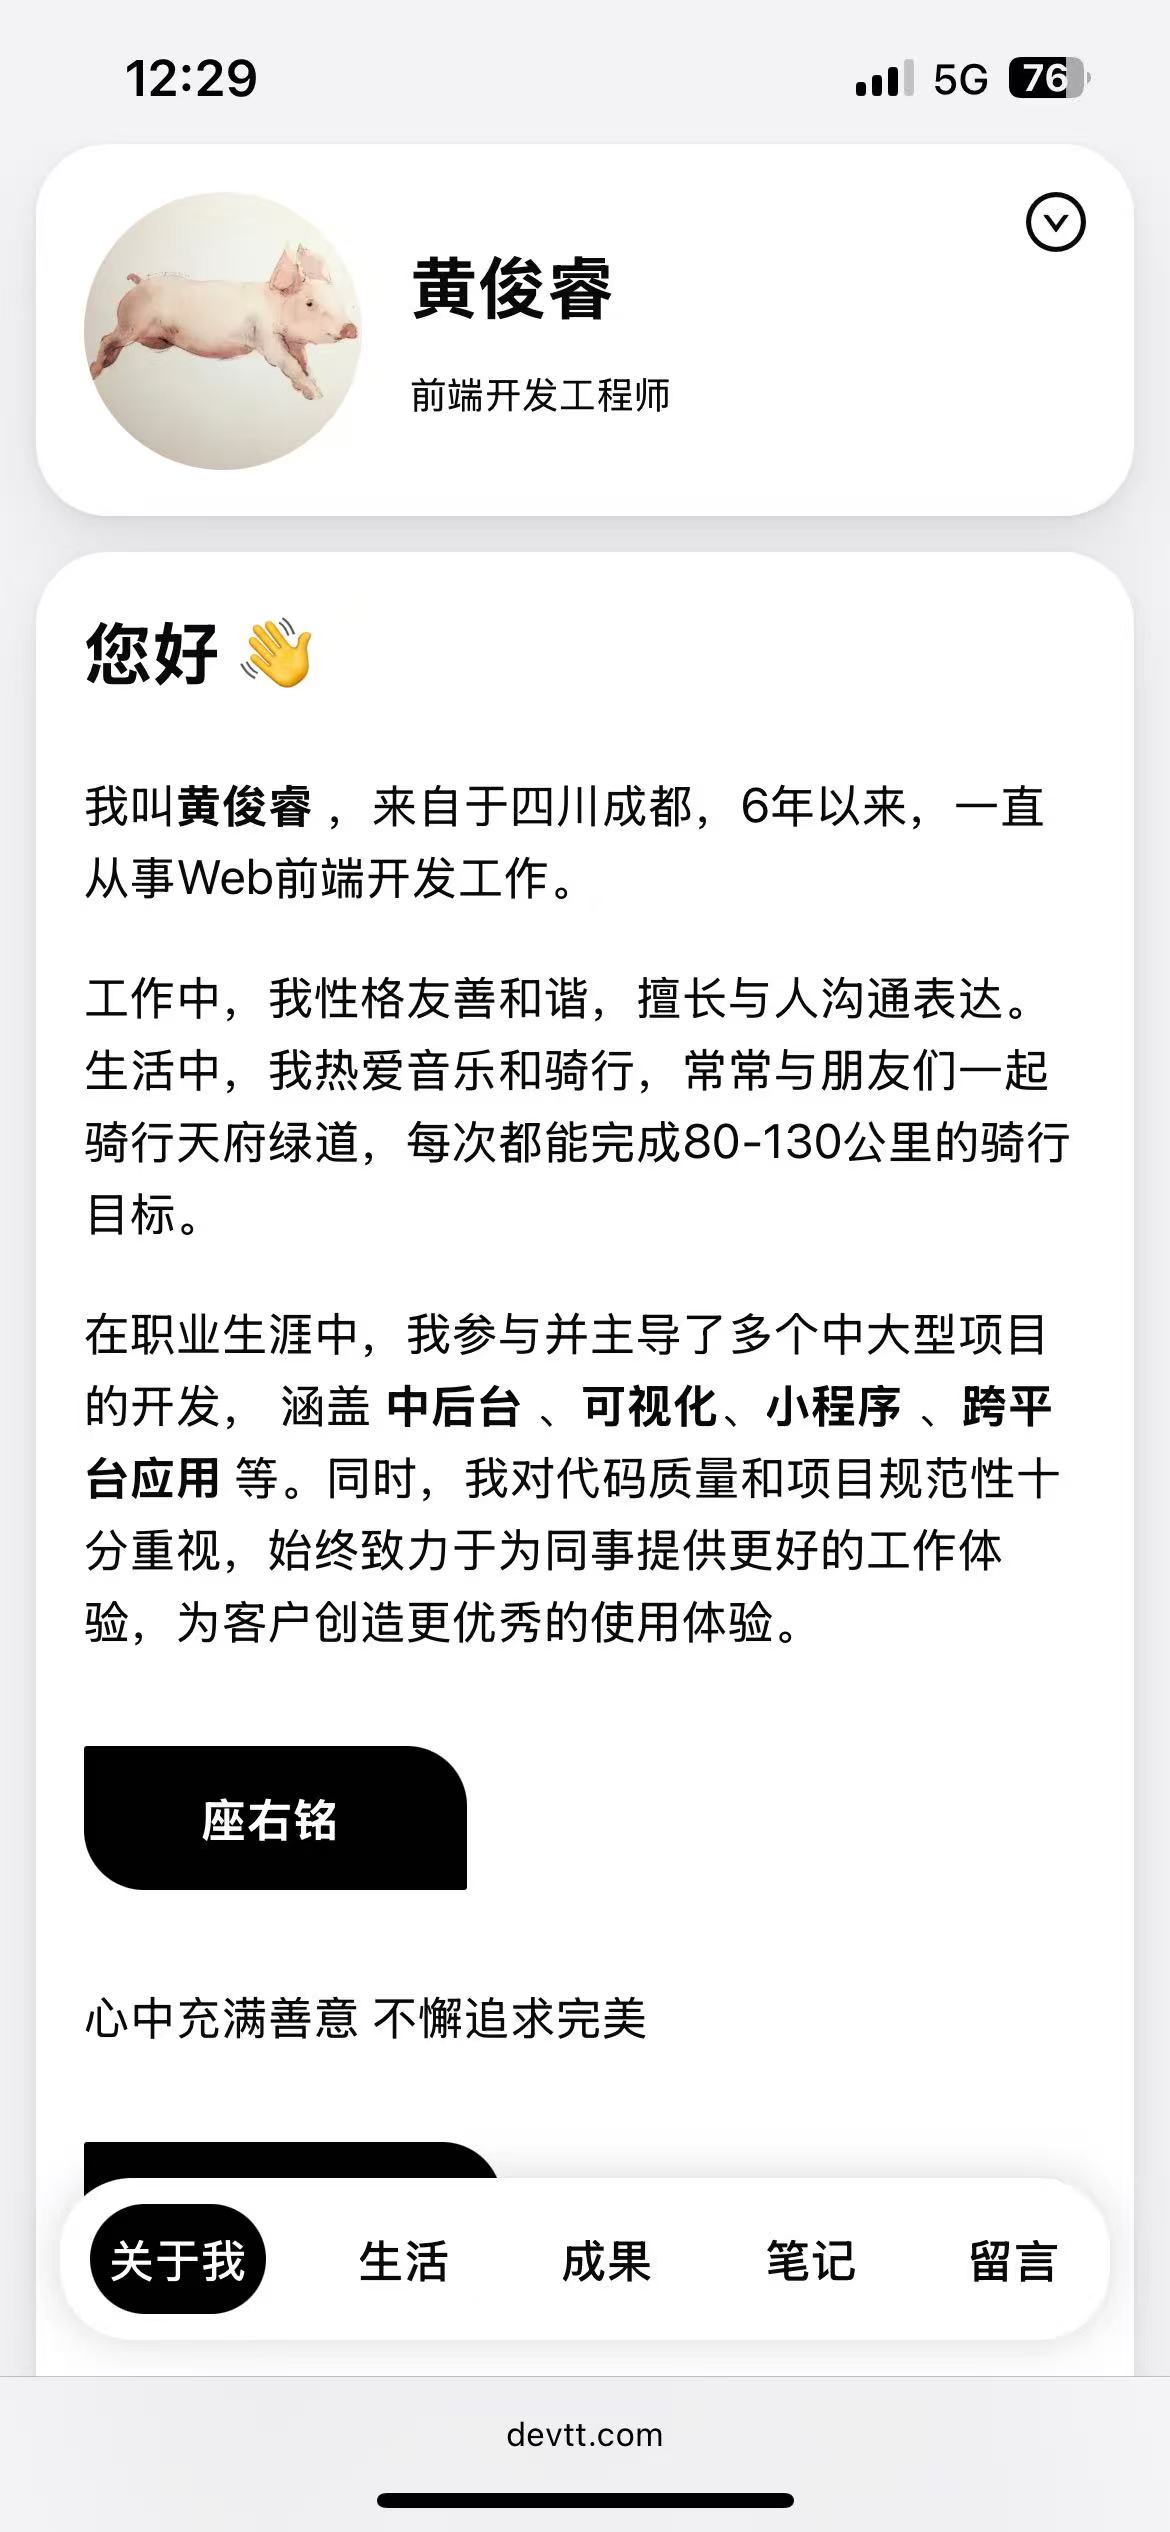 12:29
5G
76
黄俊睿
前端开发工程师
您好 👋
我叫黄俊睿 ，来自于四川成都，6年以来，一直
从事Web前端开发工作。
工作中，我性格友善和谐，擅长与人沟通表达。
生活中，我热爱音乐和骑行，常常与朋友们一起
骑行天府绿道，每次都能完成80-130公里的骑行
目标。
在职业生涯中，我参与并主导了多个中大型项目
的开发， 涵盖 中后台 、可视化、小程序 、跨平
台应用 等。同时，我对代码质量和项目规范性十
分重视，始终致力于为同事提供更好的工作体
验，为客户创造更优秀的使用体验。
座右铭
心中充满善意 不懈追求完美
关于我
生活
成果
笔记
留言
devtt.com